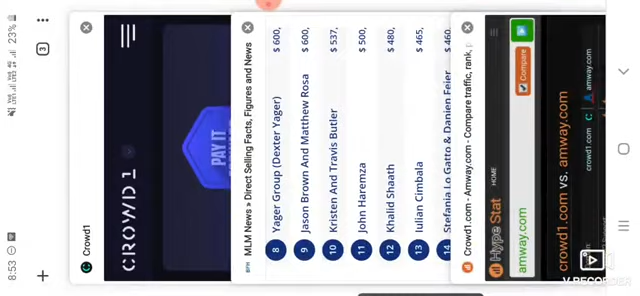 8:53
23%
3
Crowd1
CROWD1
PAY IT
MLM News » Direct Selling Facts, Figures and News
8 Yager Group (Dexter Yager) $ 600,
9 Jason Brown And Matthew Rosa $ 600,
10 Kristen And Travis Butler $ 537,
11 John Haremza $ 500,
12 Khalid Shaath $ 480,
13 Iulian Cimbala $ 465,
14 Stefania Lo Gatto & Danien Feier $ 460
Crowd1.com - Amway.com - Compare traffic, rank,
Hype Stat
HOME
amway.com
Compare
crowd1.com vs. amway.com
crowd1.com
amway.com
V RECORDER